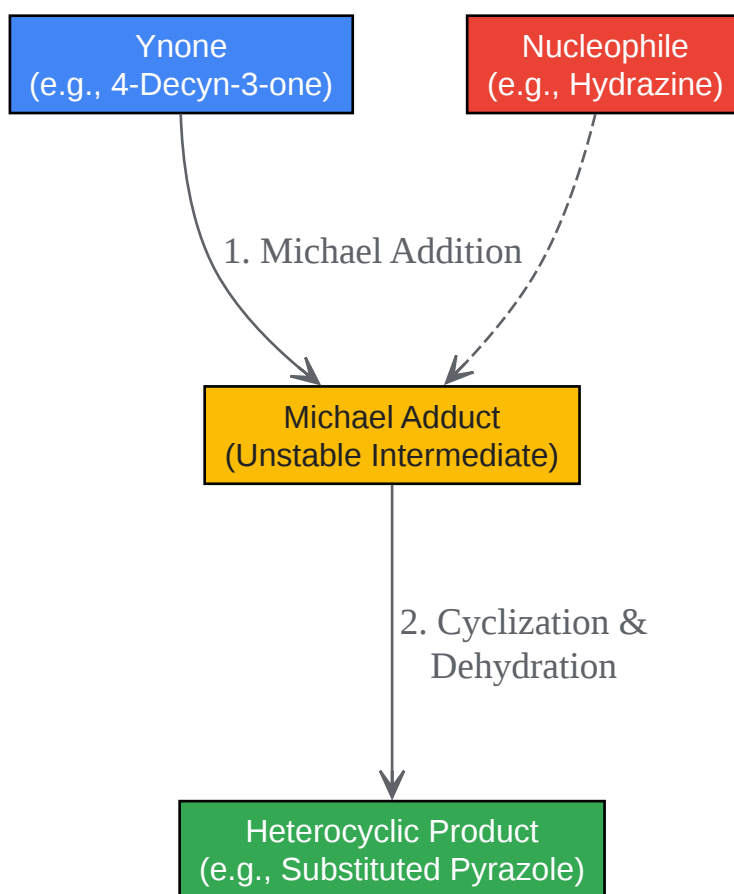 Ynone
(e.g., 4-Decyn-3-one)
Nucleophile
(e.g., Hydrazine)
1. Michael Addition
Michael Adduct
(Unstable Intermediate)
2. Cyclization &
Dehydration
Heterocyclic Product
(e.g., Substituted Pyrazole)